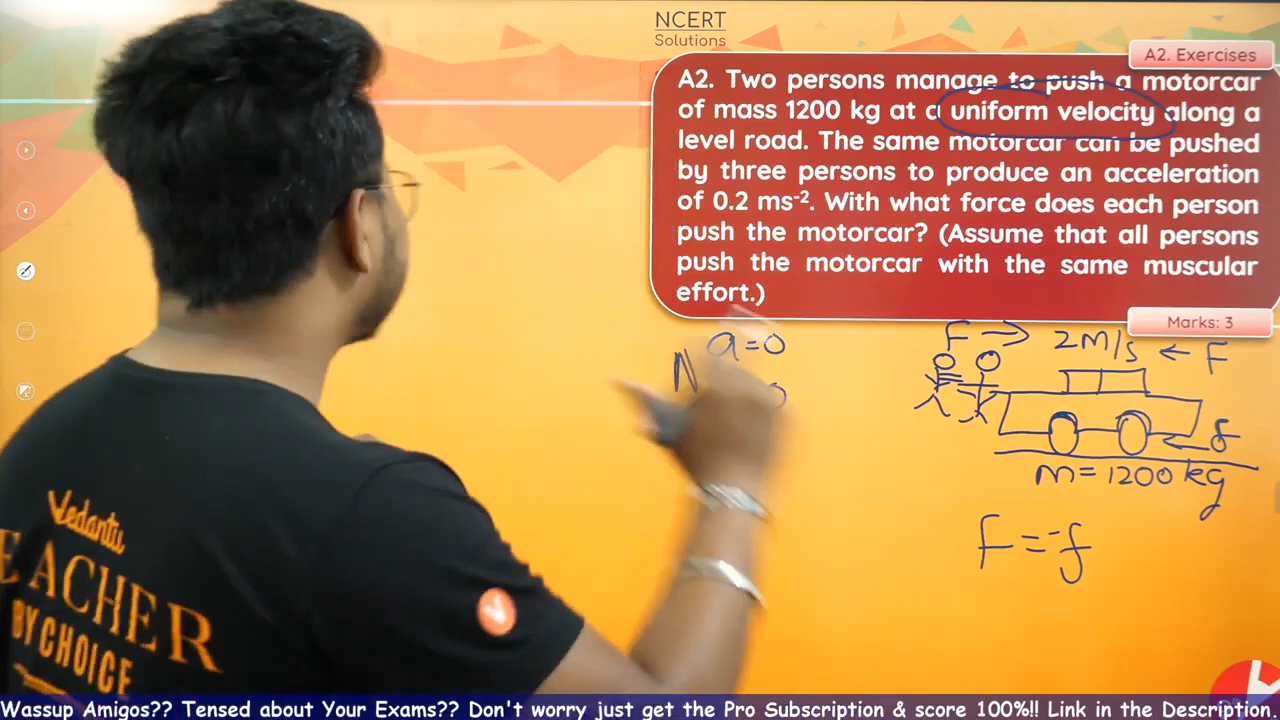 NCERT
Solutions
A2. Exercises
A2. Two persons manage to push a motorcar
of mass 1200 kg at a uniform velocity along a
level road. The same motorcar can be pushed
by three persons to produce an acceleration
of 0.2 ms⁻². With what force does each person
push the motorcar? (Assume that all persons
push the motorcar with the same muscular
effort.)
Marks: 3
a=0
N
0
F → 2M/s ← F
f
m=1200 kg
F = -f
Vedantu
EACHER
BY CHOICE
Wassup Amigos?? Tensed about Your Exams?? Don't worry just get the Pro Subscription & score 100%!! Link in the Description.